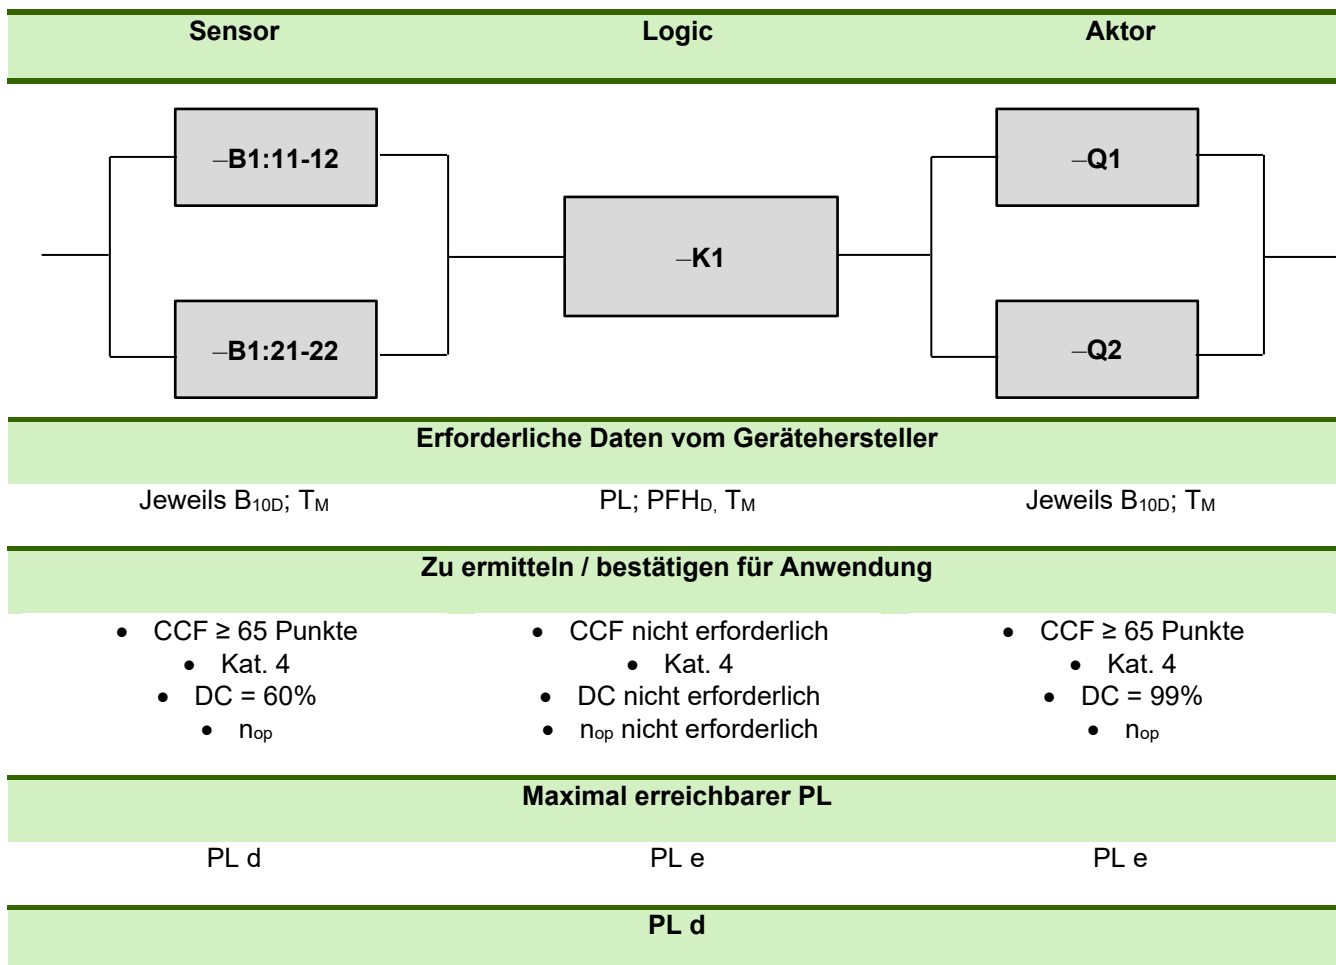 Sensor Logic Aktor
–B1:11-12 –Q1
–K1
–B1:21-22 –Q2
Erforderliche Daten vom Gerätehersteller
Jeweils B10D; TM PL; PFHD, TM Jeweils B10D; TM
Zu ermitteln / bestätigen für Anwendung
• CCF ≥ 65 Punkte • CCF nicht erforderlich • CCF ≥ 65 Punkte
• Kat. 4 • Kat. 4 • Kat. 4
• DC = 60% • DC nicht erforderlich • DC = 99%
• nop • nop nicht erforderlich • nop
Maximal erreichbarer PL
PL d PL e PL e
PL d